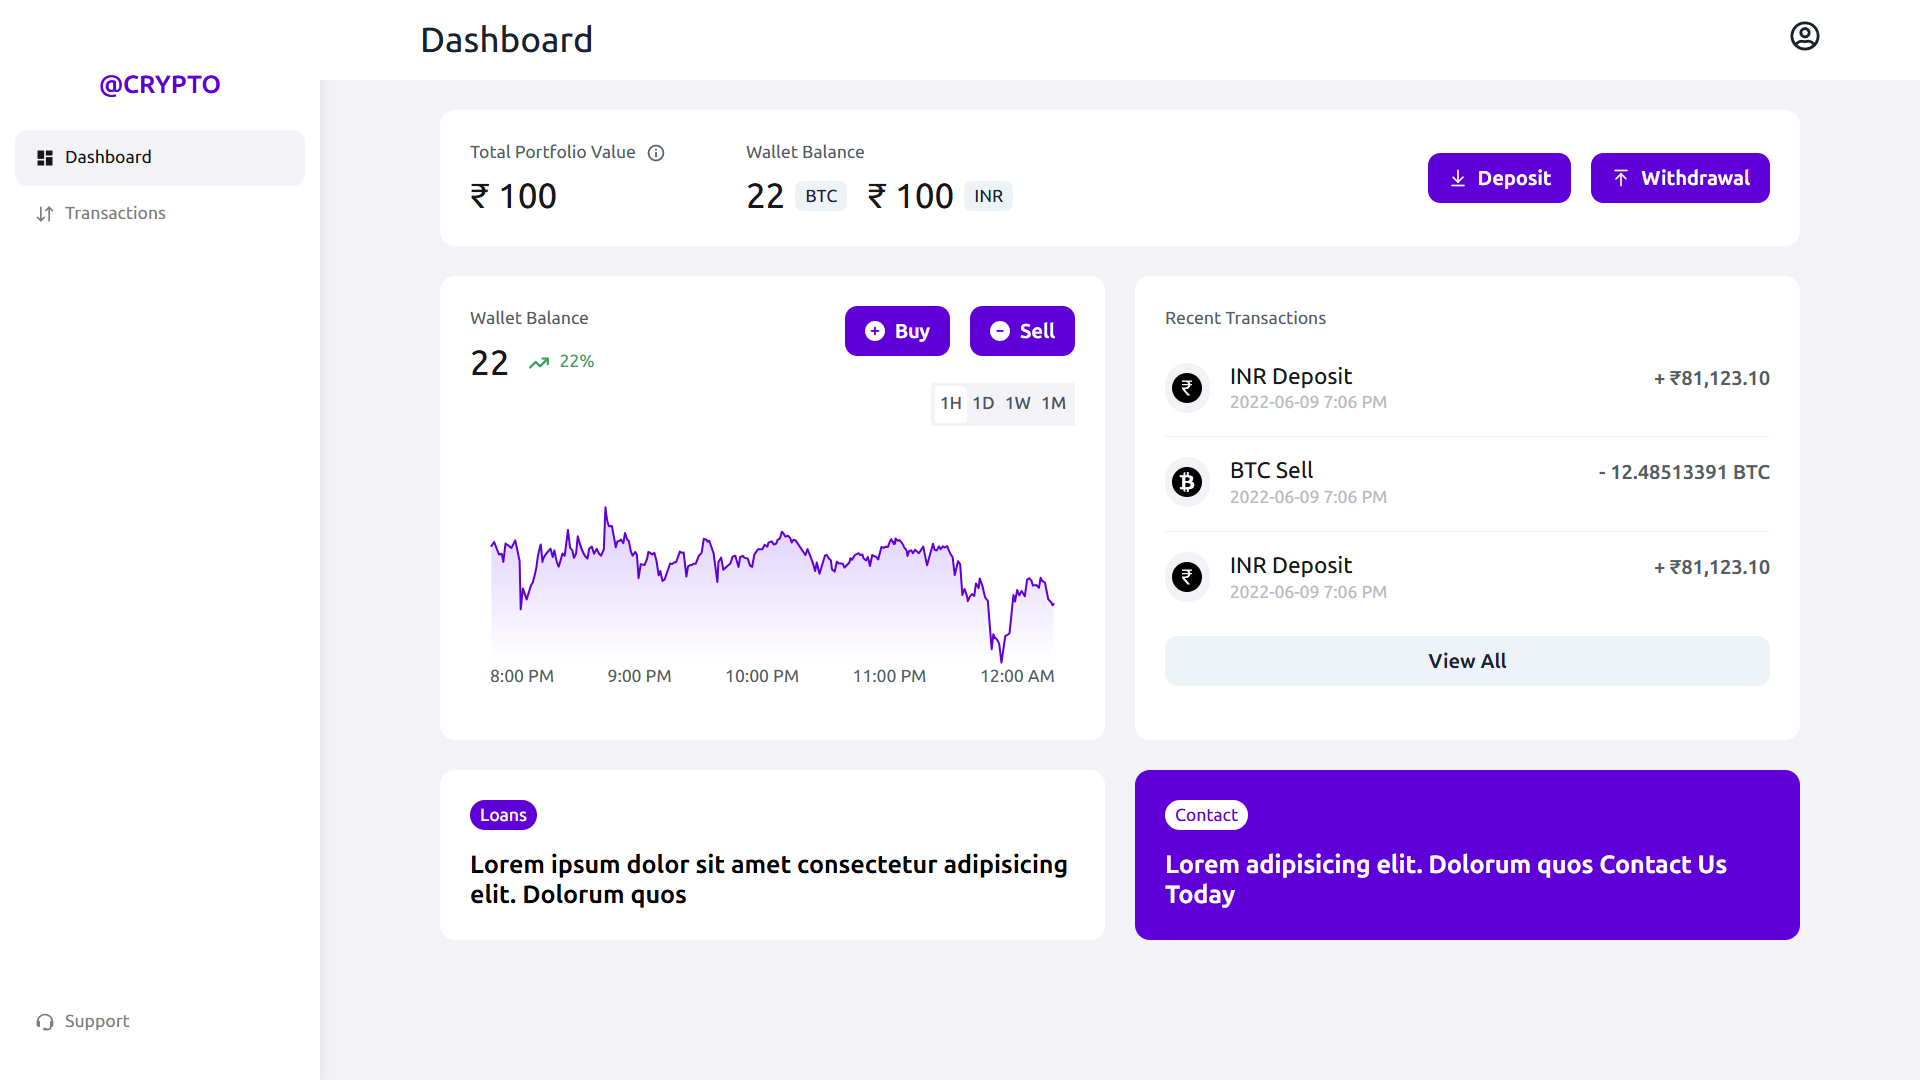 Dashboard
@CRYPTO
Dashboard
Transactions
Support
Total Portfolio Value
₹ 100
Wallet Balance
22 BTC ₹ 100 INR
Deposit
Withdrawal
Wallet Balance
22 22%
Buy
Sell
1H 1D 1W 1M
8:00 PM 9:00 PM 10:00 PM 11:00 PM 12:00 AM
Recent Transactions
INR Deposit + ₹81,123.10
2022-06-09 7:06 PM
BTC Sell - 12.48513391 BTC
2022-06-09 7:06 PM
INR Deposit + ₹81,123.10
2022-06-09 7:06 PM
View All
Loans
Lorem ipsum dolor sit amet consectetur adipisicing
elit. Dolorum quos
Contact
Lorem adipisicing elit. Dolorum quos Contact Us
Today